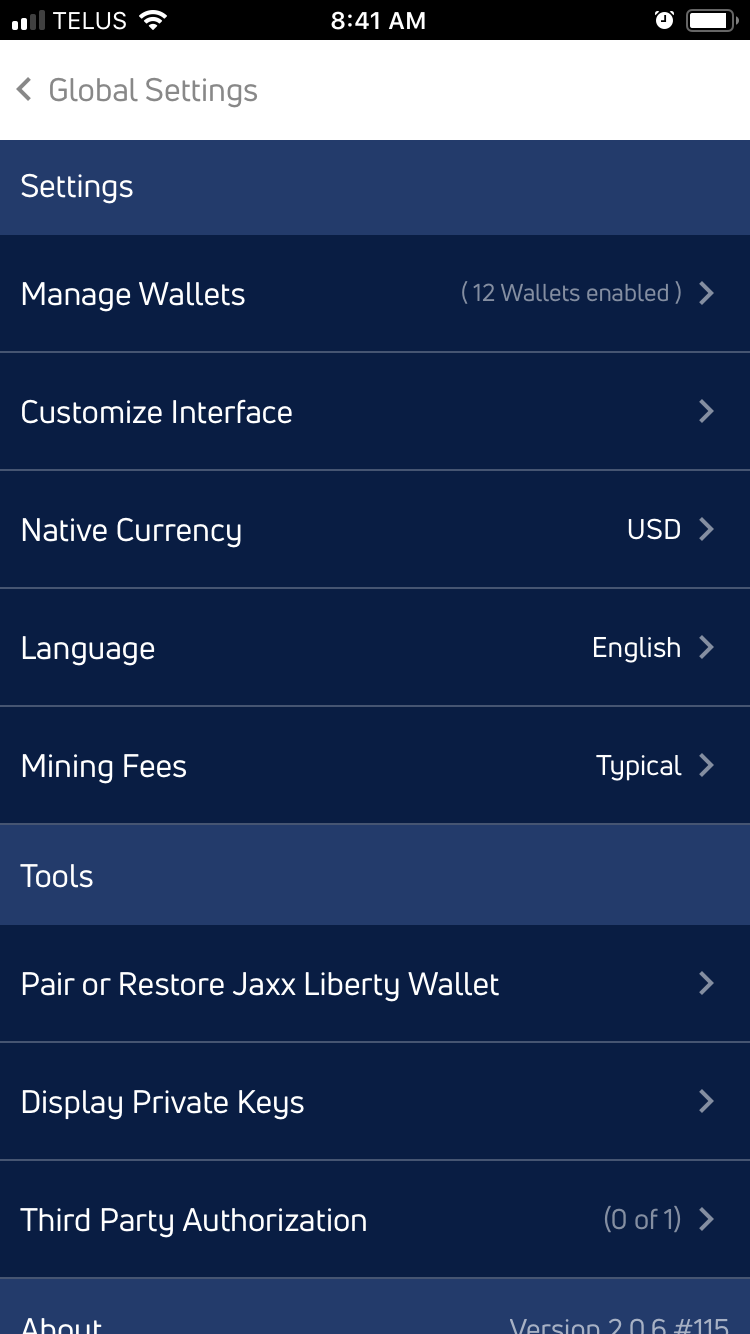 TELUS 8:41 AM
Global Settings
Settings
Manage Wallets ( 12 Wallets enabled )
Customize Interface
Native Currency USD
Language English
Mining Fees Typical
Tools
Pair or Restore Jaxx Liberty Wallet
Display Private Keys
Third Party Authorization (0 of 1)
About Version 2.0.6 #115